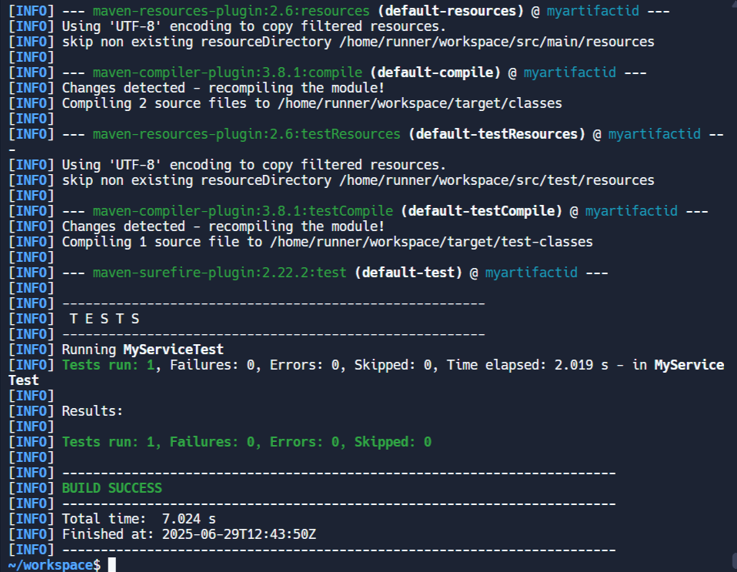 [INFO] --- maven-resources-plugin:2.6:resources (default-resources) @ myartifactid ---
[INFO] Using 'UTF-8' encoding to copy filtered resources.
[INFO] skip non existing resourceDirectory /home/runner/workspace/src/main/resources
[INFO]
[INFO] --- maven-compiler-plugin:3.8.1:compile (default-compile) @ myartifactid ---
[INFO] Changes detected - recompiling the module!
[INFO] Compiling 2 source files to /home/runner/workspace/target/classes
[INFO]
[INFO] --- maven-resources-plugin:2.6:testResources (default-testResources) @ myartifactid --
-
[INFO] Using 'UTF-8' encoding to copy filtered resources.
[INFO] skip non existing resourceDirectory /home/runner/workspace/src/test/resources
[INFO]
[INFO] --- maven-compiler-plugin:3.8.1:testCompile (default-testCompile) @ myartifactid ---
[INFO] Changes detected - recompiling the module!
[INFO] Compiling 1 source file to /home/runner/workspace/target/test-classes
[INFO]
[INFO] --- maven-surefire-plugin:2.22.2:test (default-test) @ myartifactid ---
[INFO]
[INFO] -------------------------------------------------------
[INFO]  T E S T S
[INFO] -------------------------------------------------------
[INFO] Running MyServiceTest
[INFO] Tests run: 1, Failures: 0, Errors: 0, Skipped: 0, Time elapsed: 2.019 s - in MyService
Test
[INFO]
[INFO] Results:
[INFO]
[INFO] Tests run: 1, Failures: 0, Errors: 0, Skipped: 0
[INFO]
[INFO] ------------------------------------------------------------------------
[INFO] BUILD SUCCESS
[INFO] ------------------------------------------------------------------------
[INFO] Total time:  7.024 s
[INFO] Finished at: 2025-06-29T12:43:50Z
[INFO] ------------------------------------------------------------------------
~/workspace$